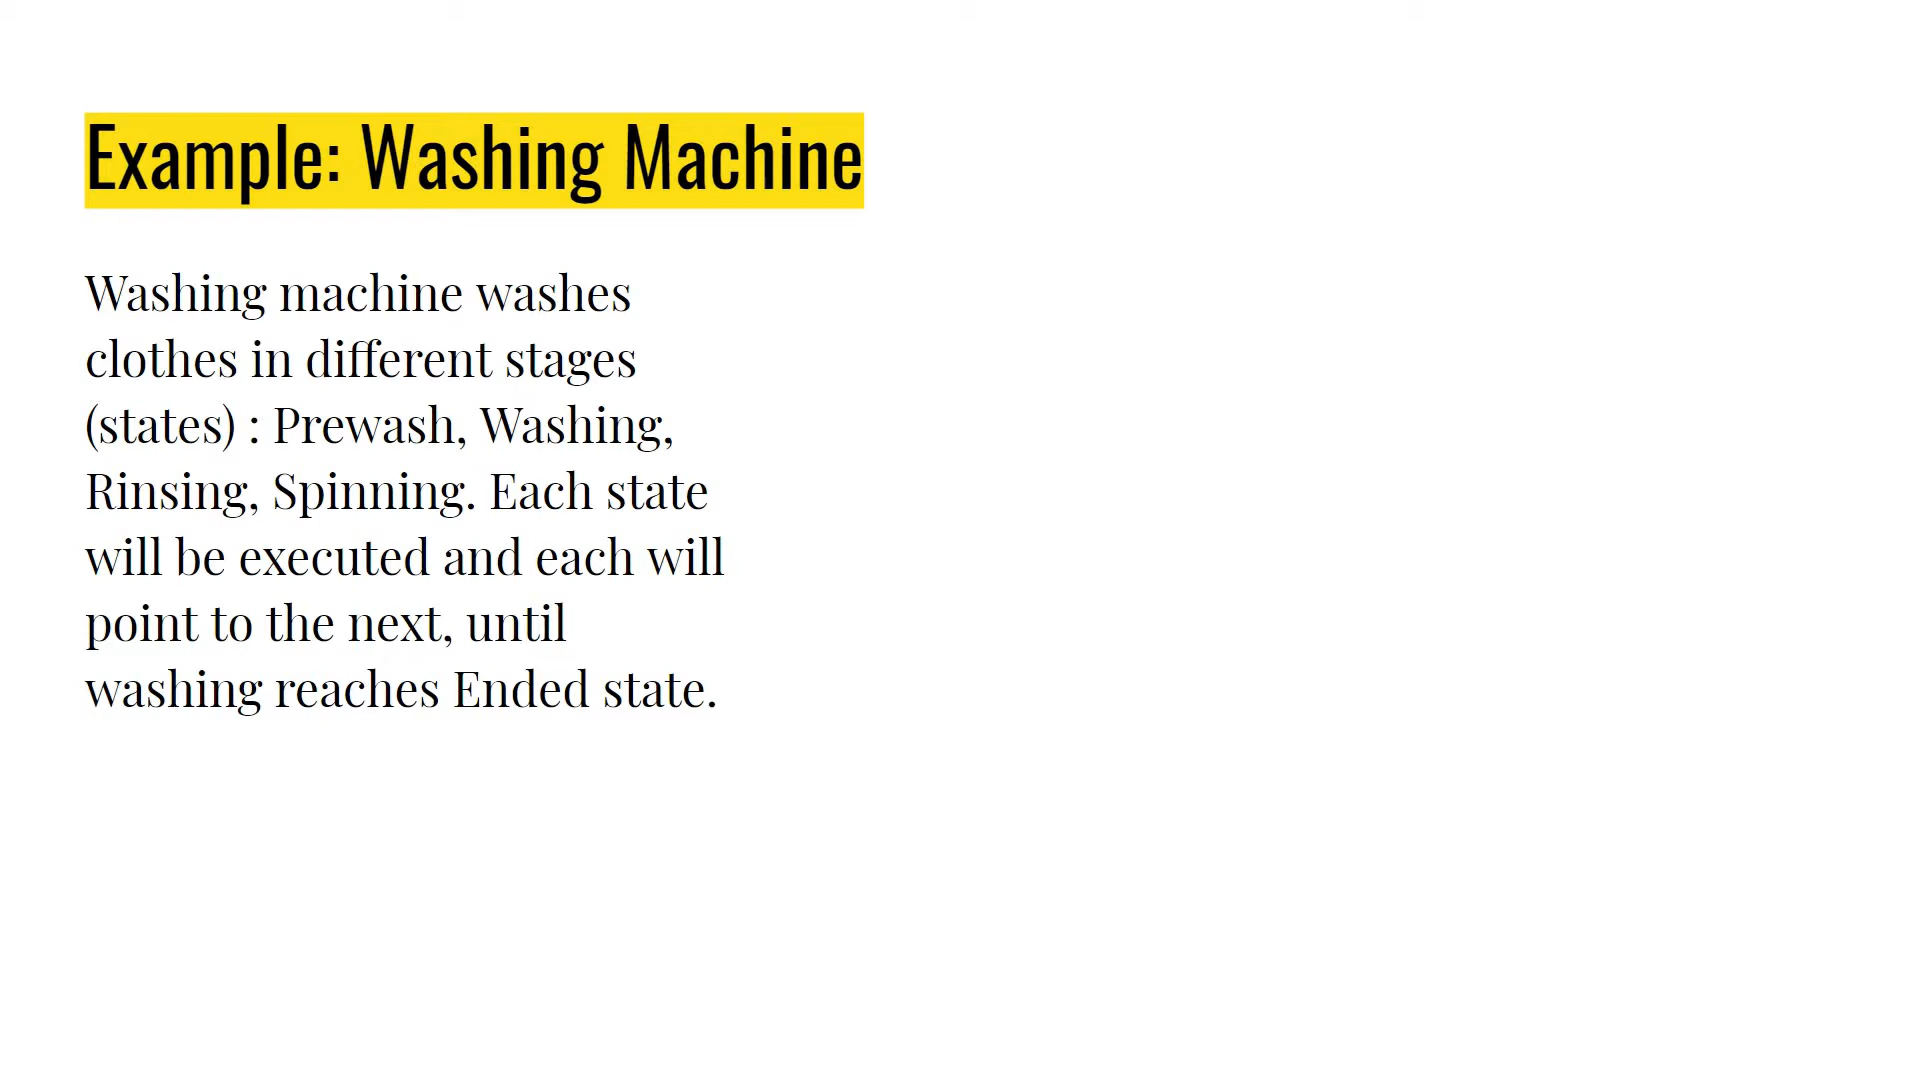 Example: Washing Machine
Washing machine washes
clothes in different stages
(states) : Prewash, Washing,
Rinsing, Spinning. Each state
will be executed and each will
point to the next, until
washing reaches Ended state.